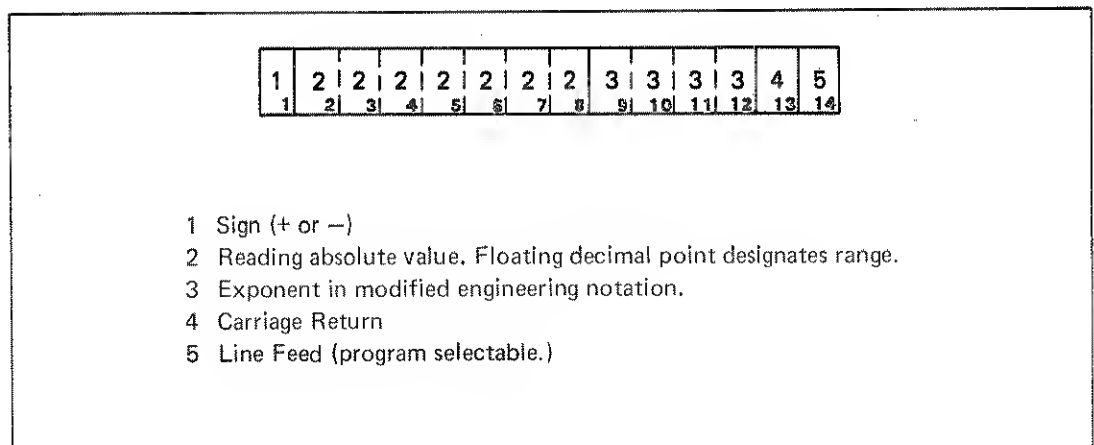 1 2 2 2 2 2 2 2 3 3 3 3 4 5
1 2 3 4 5 6 7 8 9 10 11 12 13 14
1 Sign (+ or −)
2 Reading absolute value. Floating decimal point designates range.
3 Exponent in modified engineering notation.
4 Carriage Return
5 Line Feed (program selectable.)